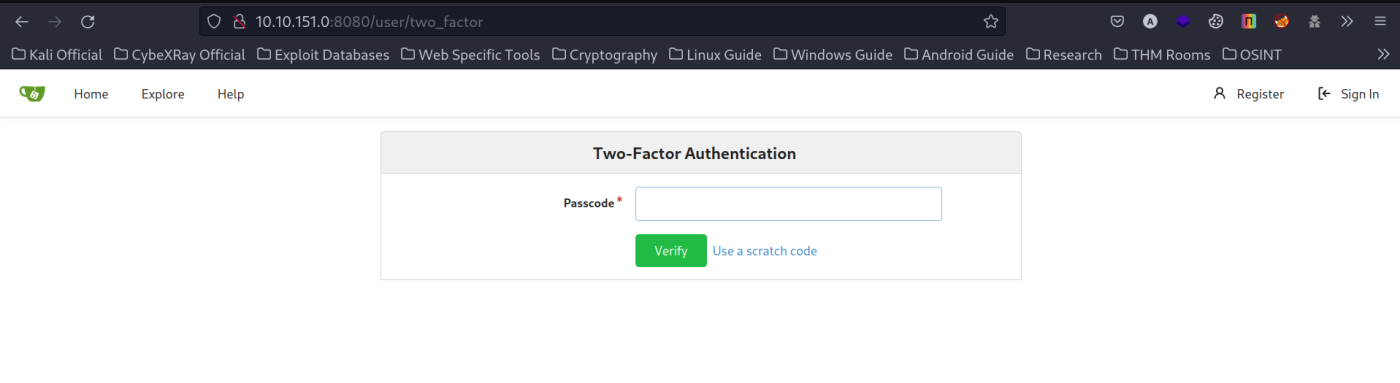 10.10.151.0:8080/user/two_factor
Kali Official CybeXRay Official Exploit Databases Web Specific Tools Cryptography Linux Guide Windows Guide Android Guide Research THM Rooms OSINT
Home Explore Help Register Sign In
Two-Factor Authentication
Passcode*
Verify Use a scratch code